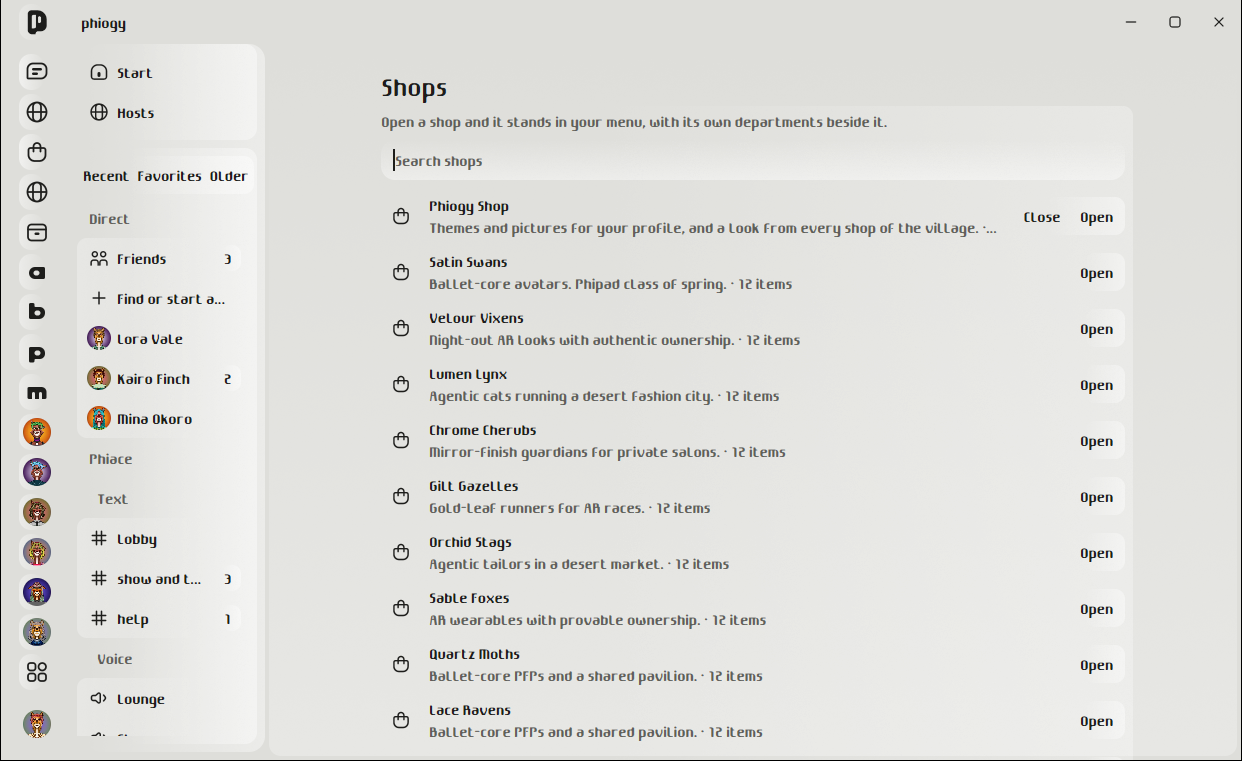 phiogy
Start
Hosts
Recent Favorites Older
Direct
Friends 3
Find or start a...
Lora Vale
Kairo Finch 2
Mina Okoro
Phiace
Text
Lobby
show and t... 3
help 1
Voice
Lounge
Shops
Open a shop and it stands in your menu, with its own departments beside it.
Search shops
Phiogy Shop
Themes and pictures for your profile, and a look from every shop of the village. ·...
Close Open
Satin Swans
Ballet-core avatars. Phipad class of spring. · 12 items
Open
Velour Vixens
Night-out AR looks with authentic ownership. · 12 items
Open
Lumen Lynx
Agentic cats running a desert fashion city. · 12 items
Open
Chrome Cherubs
Mirror-finish guardians for private salons. · 12 items
Open
Gilt Gazelles
Gold-leaf runners for AR races. · 12 items
Open
Orchid Stags
Agentic tailors in a desert market. · 12 items
Open
Sable Foxes
AR wearables with provable ownership. · 12 items
Open
Quartz Moths
Ballet-core PFPs and a shared pavilion. · 12 items
Open
Lace Ravens
Ballet-core PFPs and a shared pavilion. · 12 items
Open